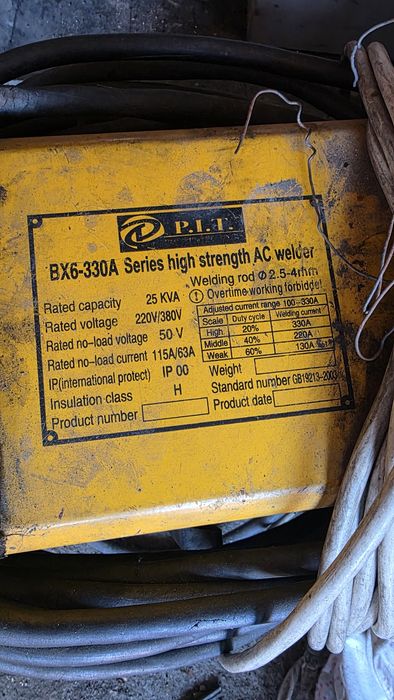 P.I.T.
BX6-330A Series high strength AC welder
Rated capacity 25 KVA
Rated voltage 220V/380V
Rated no-load voltage 50 V
Rated no-load current 115A/63A
IP(international protect) IP 00
Insulation class H
Product number
Welding rod Φ2.5-4mm
Overtime working forbidden
Adjusted current range 100-330A
Scale Duty cycle Welding current
High 20% 330A
Middle 40% 220A
Weak 60% 130A
Weight
Standard number GB19213-2003
Product date